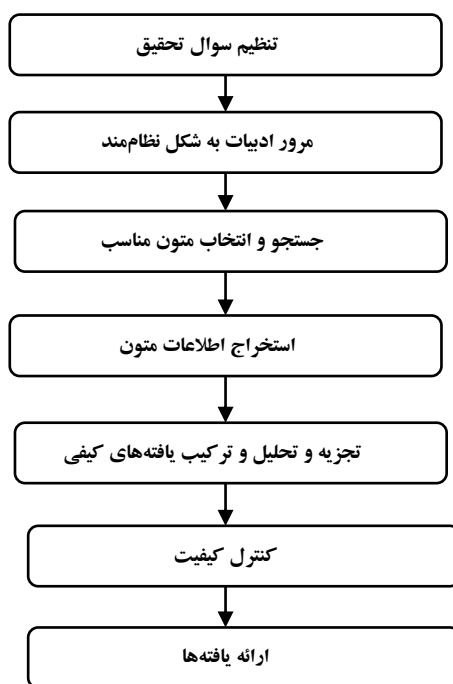 تنظیم سوال تحقیق
مرور ادبیات به شکل نظام‌مند
جستجو و انتخاب متون مناسب
استخراج اطلاعات متون
تجزیه و تحلیل و ترکیب یافته‌های کیفی
کنترل کیفیت
ارائه یافته‌ها